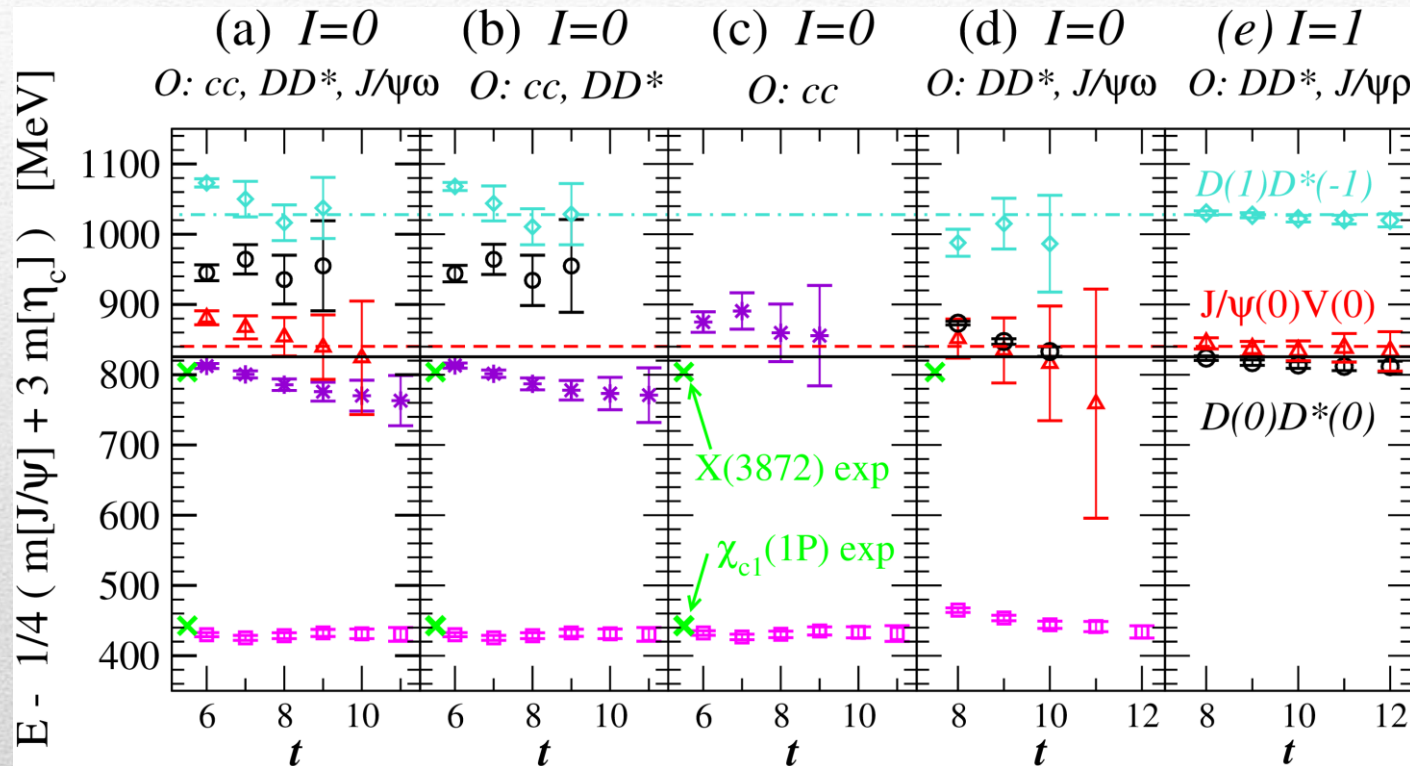 (a) I=0 (b) I=0 (c) I=0 (d) I=0 (e) I=1
O: cc, DD*, J/ψω O: cc, DD* O: cc O: DD*, J/ψω O: DD*, J/ψρ
E - 1/4 ( m[J/ψ] + 3 m[η_c] ) [MeV]
1100
1000
900
800
700
600
500
400
D(1)D*(-1)
J/ψ(0)V(0)
D(0)D*(0)
X(3872) exp
χ_c1(1P) exp
6 8 10 6 8 10 6 8 10 8 10 12 8 10 12
t t t t t